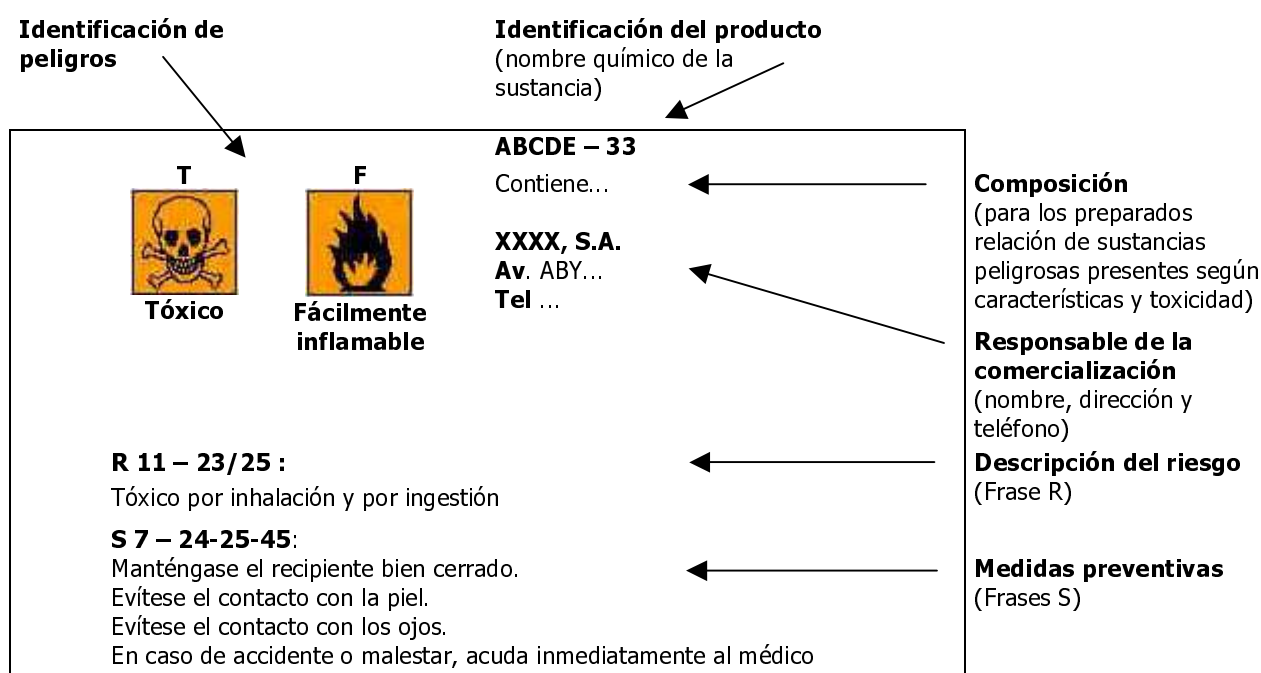 Identificación de
peligros
Identificación del producto
(nombre químico de la
sustancia)
T
F
Tóxico
Fácilmente
inflamable
ABCDE – 33
Contiene...
XXXX, S.A.
Av. ABY...
Tel ...
Composición
(para los preparados
relación de sustancias
peligrosas presentes según
características y toxicidad)
Responsable de la
comercialización
(nombre, dirección y
teléfono)
R 11 – 23/25 :
Tóxico por inhalación y por ingestión
Descripción del riesgo
(Frase R)
S 7 – 24-25-45:
Manténgase el recipiente bien cerrado.
Evítese el contacto con la piel.
Evítese el contacto con los ojos.
En caso de accidente o malestar, acuda inmediatamente al médico
Medidas preventivas
(Frases S)